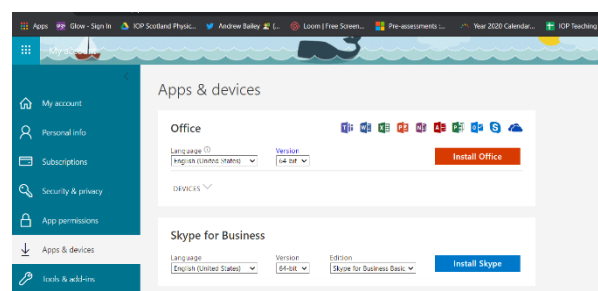 Apps Glow - Sign In IOP Scotland Physic... Andrew Bailey (... Loom | Free Screen... Pre-assessments :... Year 2020 Calendar... IOP Teaching
My account
Apps & devices
My account
Personal info
Subscriptions
Security & privacy
App permissions
Apps & devices
Tools & add-ins
Office
Language Version
English (United States) 64-bit Install Office
DEVICES
Skype for Business
Language Version Edition
English (United States) 64-bit Skype for Business Basic Install Skype